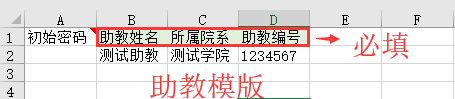 A B C D E F
1 初始密码 助教姓名 所属院系 助教编号 必填
2 测试助教 测试学院 1234567
3 助教模版
4